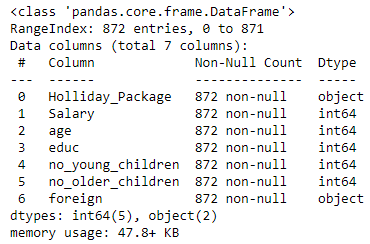 <class 'pandas.core.frame.DataFrame'>
RangeIndex: 872 entries, 0 to 871
Data columns (total 7 columns):
 #   Column             Non-Null Count  Dtype
---  ------             --------------  -----
 0   Holliday_Package   872 non-null    object
 1   Salary             872 non-null    int64
 2   age                872 non-null    int64
 3   educ               872 non-null    int64
 4   no_young_children  872 non-null    int64
 5   no_older_children  872 non-null    int64
 6   foreign            872 non-null    object
dtypes: int64(5), object(2)
memory usage: 47.8+ KB